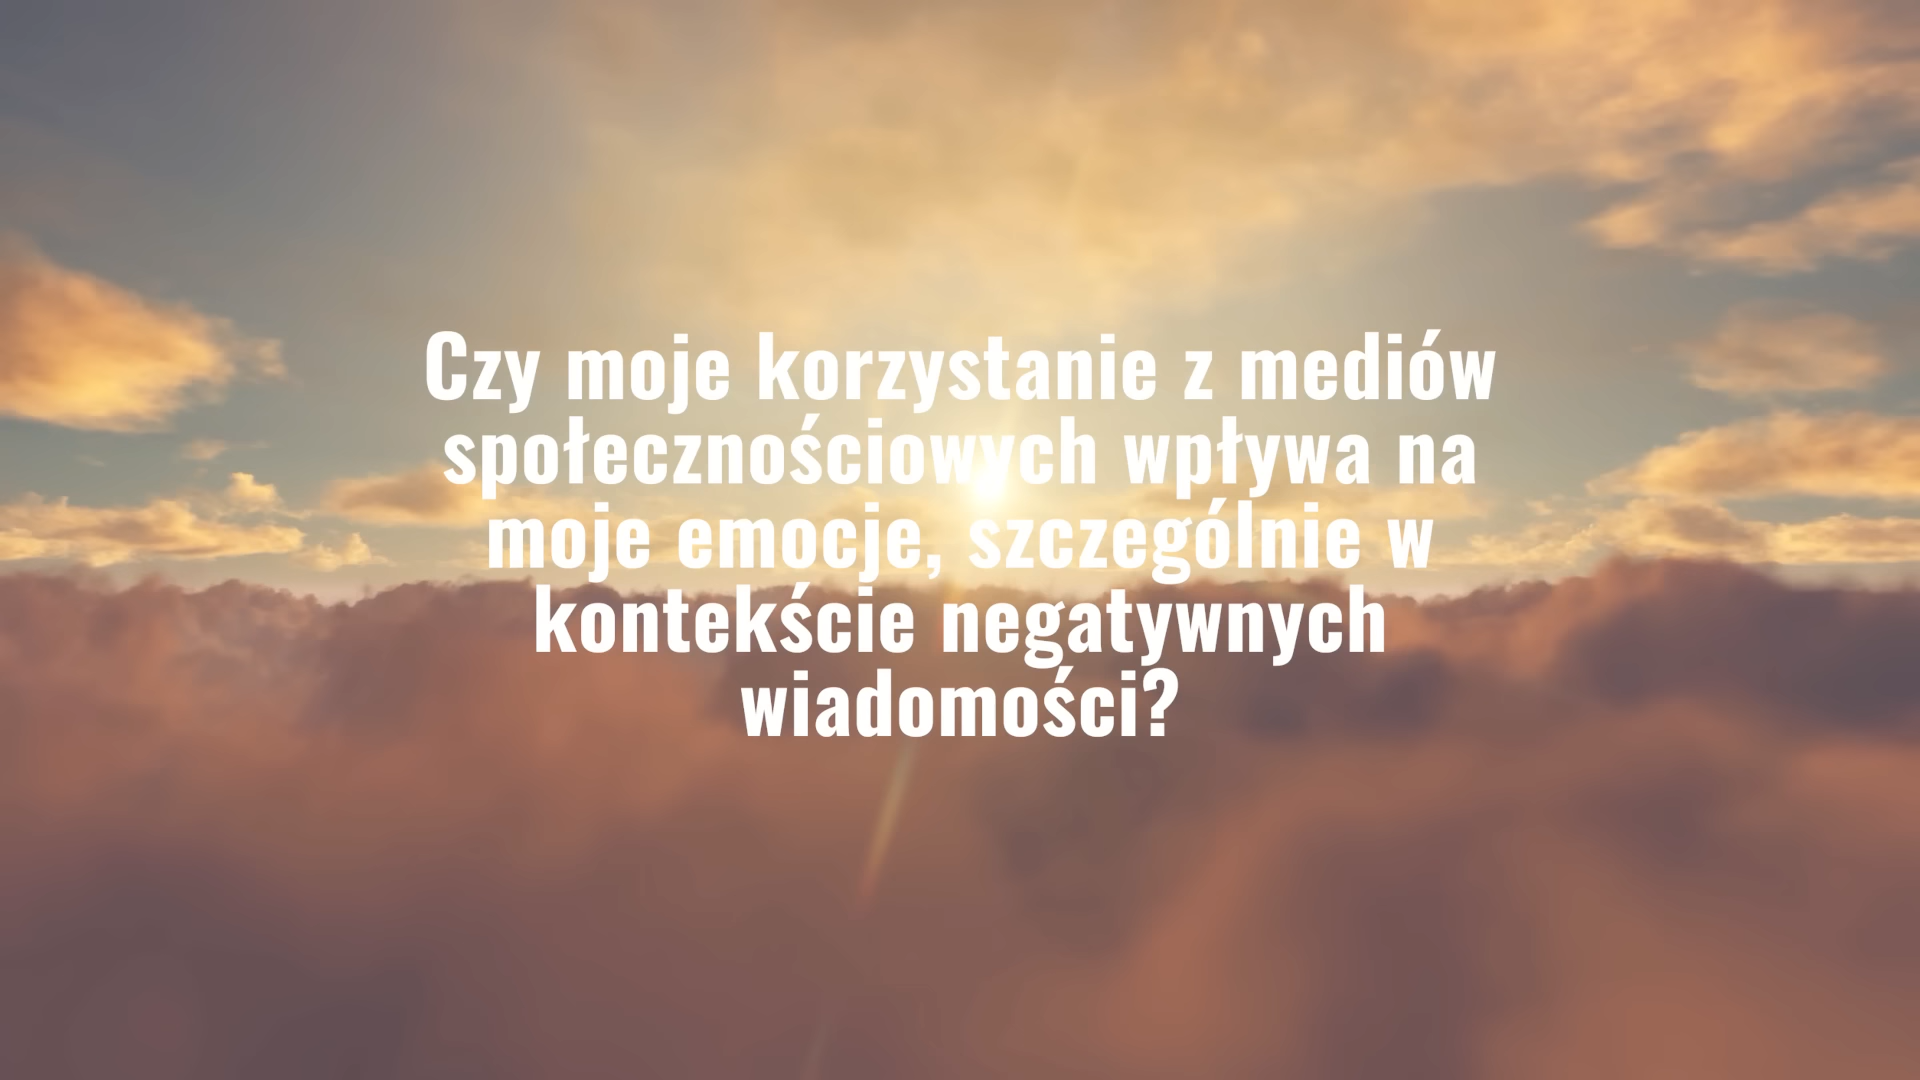 Czy moje korzystanie z mediów
społecznościowych wpływa na
moje emocje, szczególnie w
kontekście negatywnych
wiadomości?